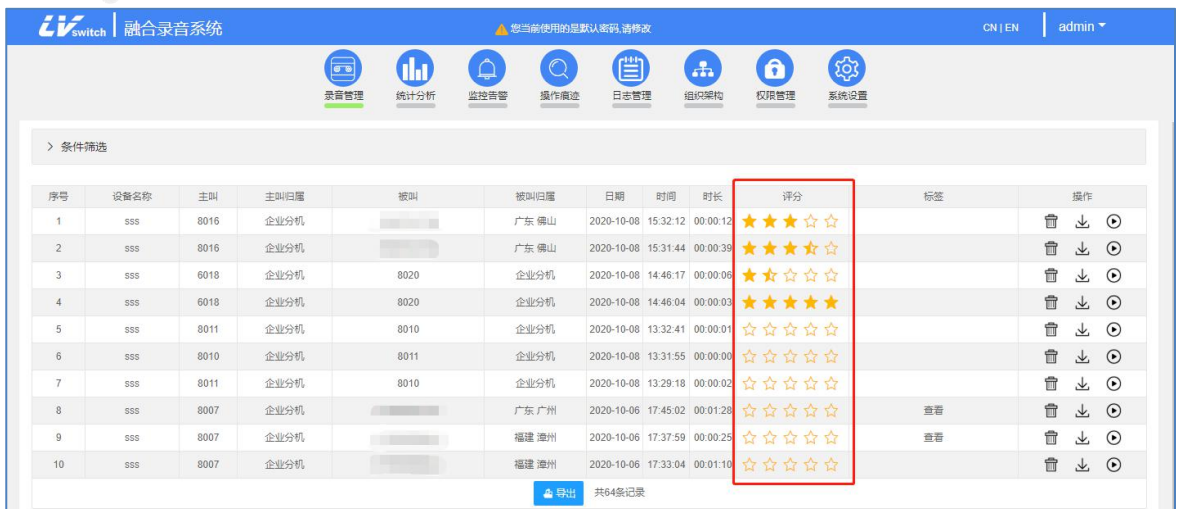 LVswitch 融合录音系统 您当前使用的是默认密码,请修改 CN | EN admin
录音管理 统计分析 监控告警 操作痕迹 日志管理 组织架构 权限管理 系统设置
条件筛选
序号 设备名称 主叫 主叫归属 被叫 被叫归属 日期 时间 时长 评分 标签 操作
1 sss 8016 企业分机 广东 佛山 2020-10-08 15:32:12 00:00:12
2 sss 8016 企业分机 广东 佛山 2020-10-08 15:31:44 00:00:39
3 sss 6018 企业分机 8020 企业分机 2020-10-08 14:46:17 00:00:06
4 sss 6018 企业分机 8020 企业分机 2020-10-08 14:46:04 00:00:03
5 sss 8011 企业分机 8010 企业分机 2020-10-08 13:32:41 00:00:01
6 sss 8010 企业分机 8011 企业分机 2020-10-08 13:31:55 00:00:00
7 sss 8011 企业分机 8010 企业分机 2020-10-08 13:29:18 00:00:02
8 sss 8007 企业分机 广东 广州 2020-10-06 17:45:02 00:01:28 查看
9 sss 8007 企业分机 福建 漳州 2020-10-06 17:37:59 00:00:25 查看
10 sss 8007 企业分机 福建 漳州 2020-10-06 17:33:04 00:01:10
导出 共64条记录